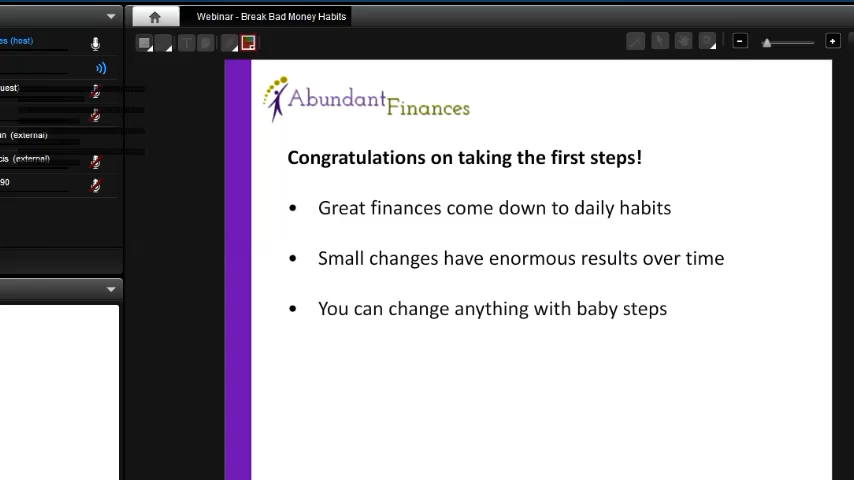 Webinar - Break Bad Money Habits
(host)
(external)
(external)
90
Abundant
Finances
Congratulations on taking the first steps!
• Great finances come down to daily habits
• Small changes have enormous results over time
• You can change anything with baby steps